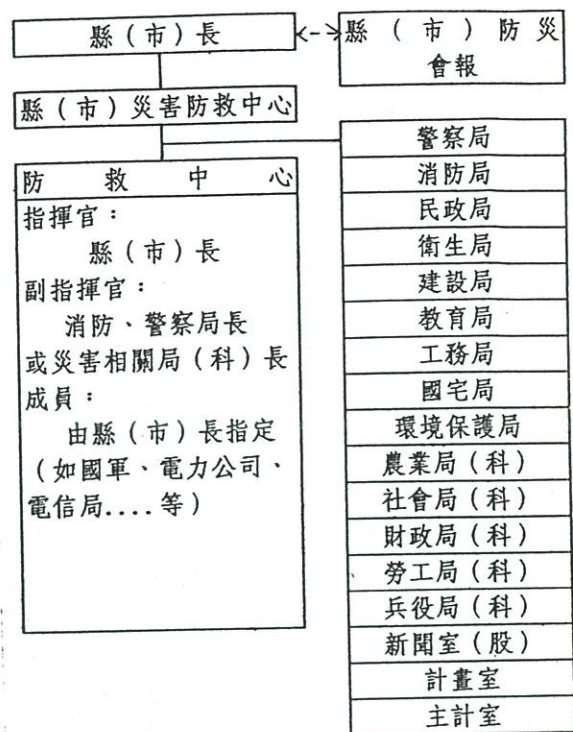 縣（市）長
縣（市）防災
會報
縣（市）災害防救中心
防救中心
指揮官：
縣（市）長
副指揮官：
消防、警察局長
或災害相關局（科）長
成員：
由縣（市）長指定
（如國軍、電力公司、
電信局....等）
警察局
消防局
民政局
衛生局
建設局
教育局
工務局
國宅局
環境保護局
農業局（科）
社會局（科）
財政局（科）
勞工局（科）
兵役局（科）
新聞室（股）
計畫室
主計室